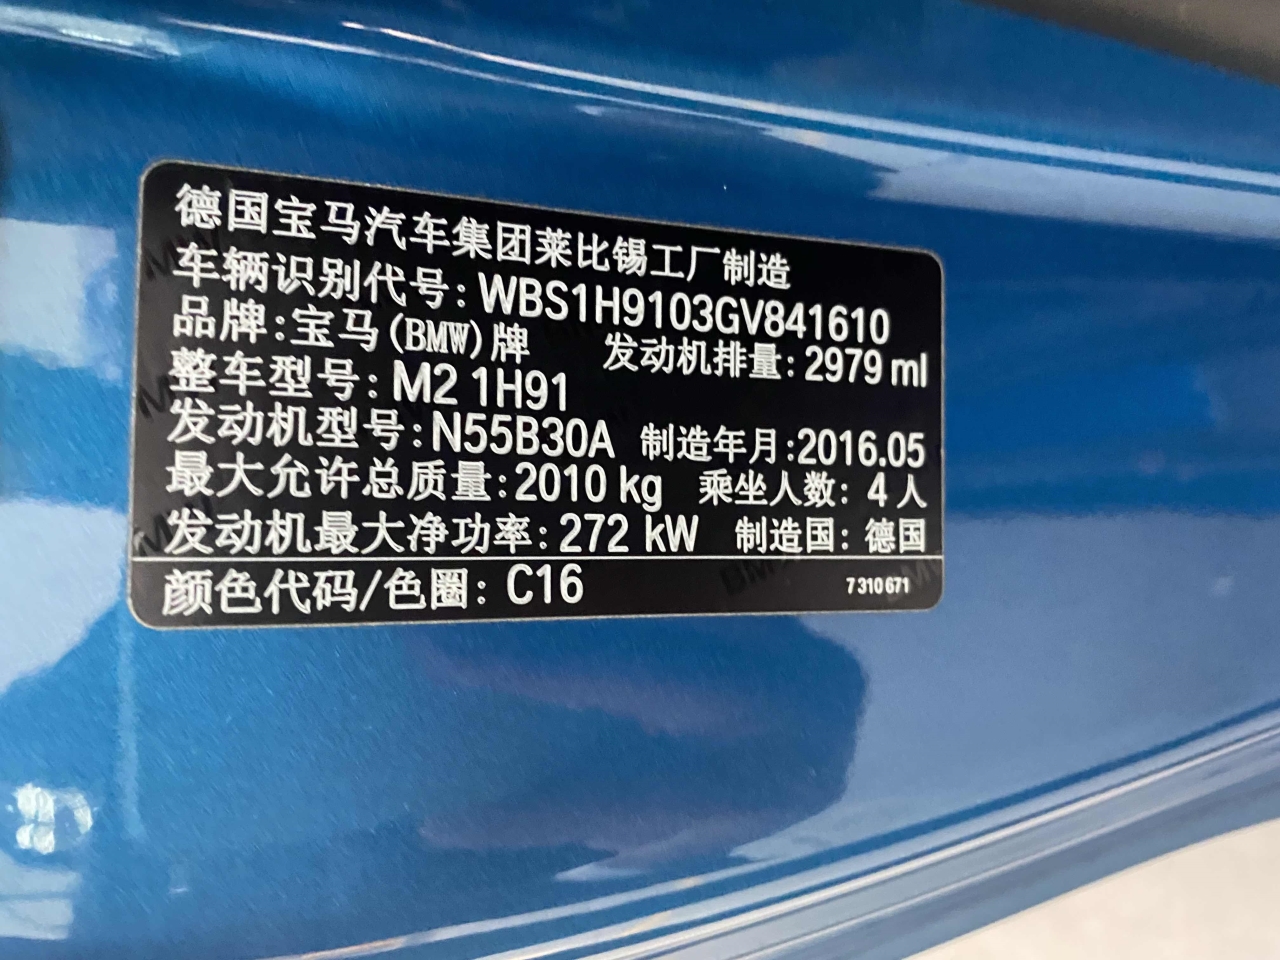 德国宝马汽车集团莱比锡工厂制造
车辆识别代号: WBS1H9103GV841610
品牌: 宝马(BMW)牌 发动机排量: 2979 ml
整车型号: M2 1H91
发动机型号: N55B30A 制造年月: 2016.05
最大允许总质量: 2010 kg 乘坐人数: 4 人
发动机最大净功率: 272 kW 制造国: 德国
颜色代码/色圈: C16 7310671